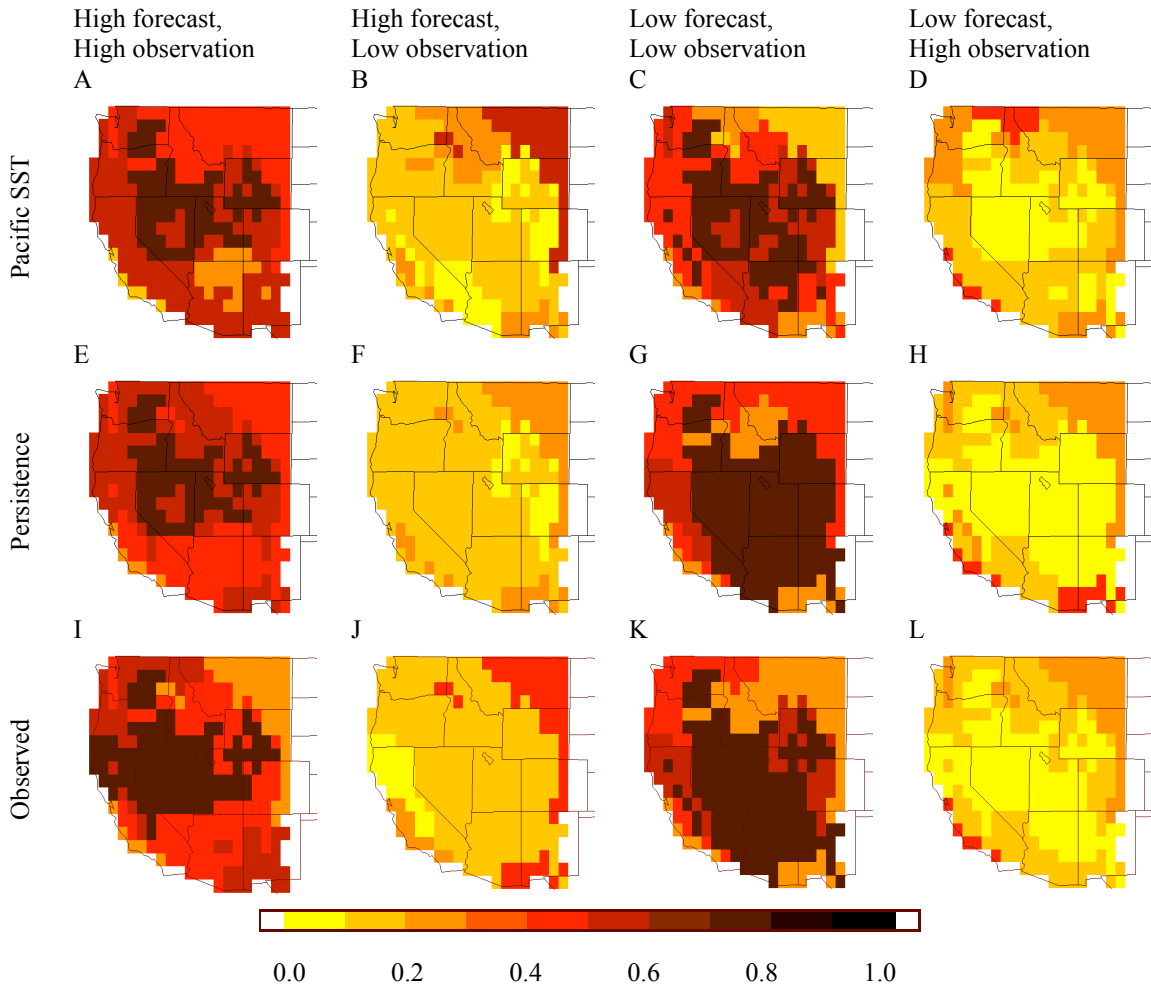 High forecast,
High observation
High forecast,
Low observation
Low forecast,
Low observation
Low forecast,
High observation
A
B
C
D
Pacific SST
E
F
G
H
Persistence
I
J
K
L
Observed
0.0 0.2 0.4 0.6 0.8 1.0